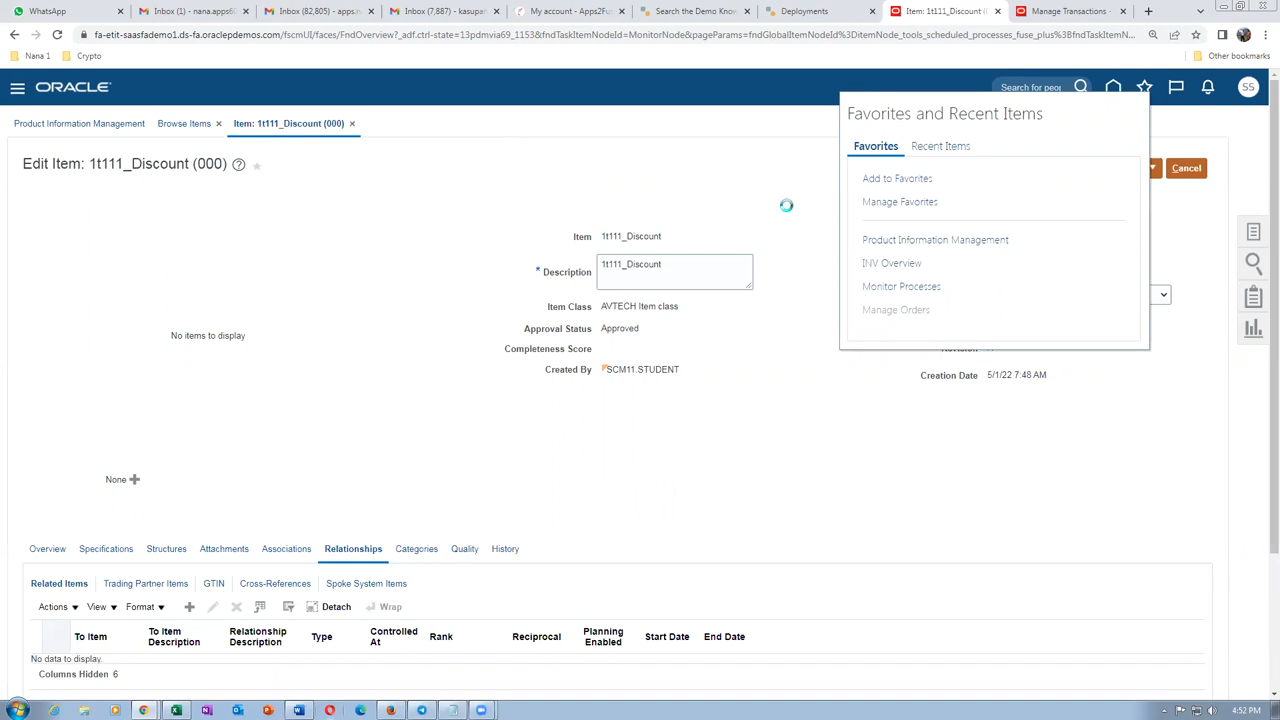 WhatsApp
Inbox (1) - nana.apps6
Inbox (82,805) - apps.n
Inbox (7,887) - kasupan
My account - Apps2Fu
Search the Demo Know
Deployments
Item: 1t111_Discount (
Manage Transactions -
fa-etit-saasfademo1.ds-fa.oraclepdemos.com/fscmUI/faces/FndOverview?_adf.ctrl-state=13pdmvia69_1153&fndTaskItemNodeId=MonitorNode&pageParams=fndGlobalItemNodeId%3DitemNode_tools_scheduled_processes_fuse_plus%3BfndTaskItemN...
Nana 1
Crypto
Other bookmarks
ORACLE
Search for peop
SS
Product Information Management
Browse Items
Item: 1t111_Discount (000)
Favorites and Recent Items
Favorites
Recent Items
Edit Item: 1t111_Discount (000)
Cancel
Add to Favorites
Manage Favorites
Product Information Management
INV Overview
Monitor Processes
Manage Orders
Item 1t111_Discount
* Description 1t111_Discount
Item Class AVTECH Item class
Approval Status Approved
Completeness Score
Created By SCM11.STUDENT
No items to display
Creation Date 5/1/22 7:48 AM
None
Overview
Specifications
Structures
Attachments
Associations
Relationships
Categories
Quality
History
Related Items
Trading Partner Items
GTIN
Cross-References
Spoke System Items
Actions
View
Format
Detach
Wrap
To Item
To Item
Description
Relationship
Description
Type
Controlled
At
Rank
Reciprocal
Planning
Enabled
Start Date
End Date
No data to display.
Columns Hidden 6
4:52 PM